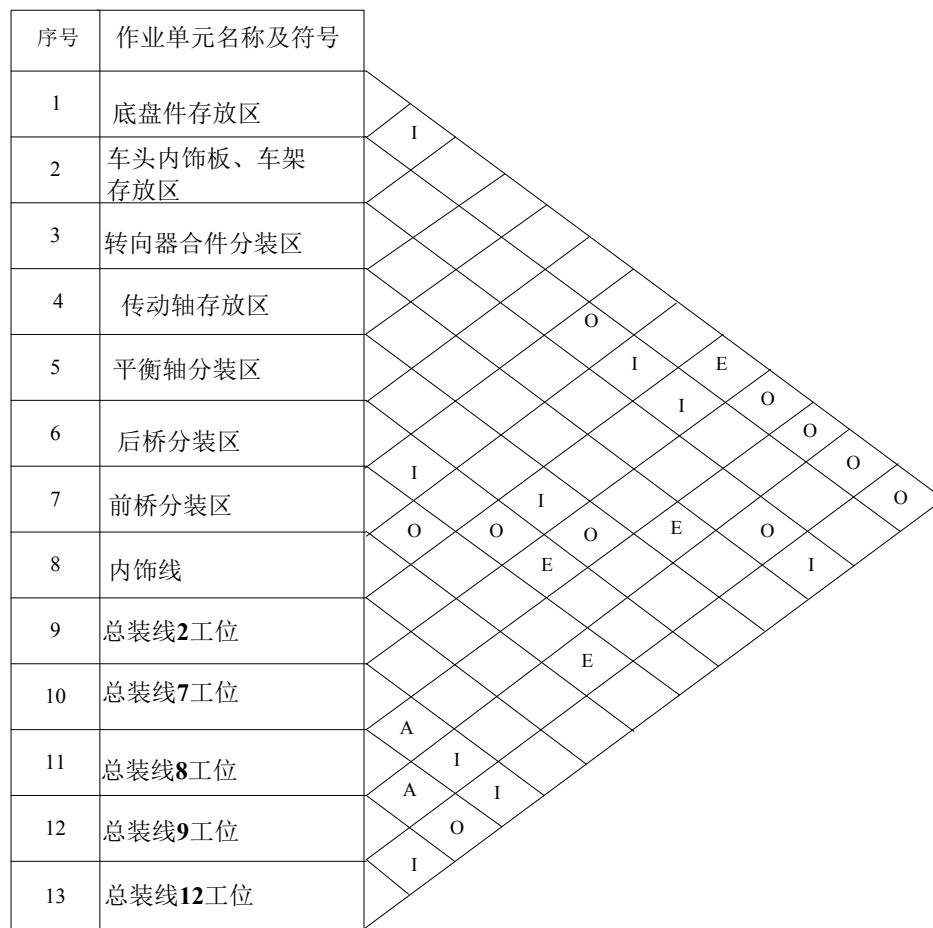 序号 作业单元名称及符号
1 底盘件存放区
I
2 车头内饰板、车架
存放区
3 转向器合件分装区
4 传动轴存放区
O
5 平衡轴分装区
I E
I O
6 后桥分装区
O
I O
7 前桥分装区
I O
O O O E O
8 内饰线
E I
9 总装线2工位
E
10 总装线7工位
A
11 总装线8工位
I
A I
12 总装线9工位
O
I
13 总装线12工位